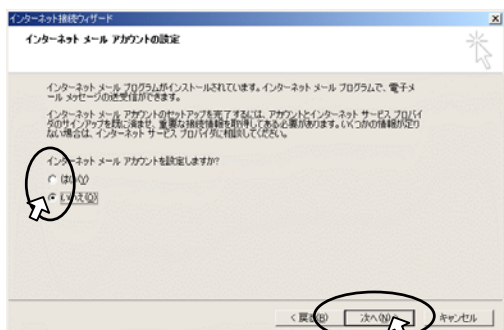 インターネット接続ウィザード
インターネット メール アカウントの設定
インターネット メール プログラムがインストールされています。インターネット メール プログラムで、電子メ
ール メッセージの送受信ができます。
インターネット メール アカウントのセットアップを完了するには、アカウントとインターネット サービス プロバイ
ダのサインアップを既に済ませ、重要な接続情報を取得してある必要があります。いくつかの情報が足り
ない場合は、インターネット サービス プロバイダに相談してください。
インターネット メール アカウントを設定しますか?
はい(Y)
いいえ(O)
< 戻る(B)
次へ(N) >
キャンセル